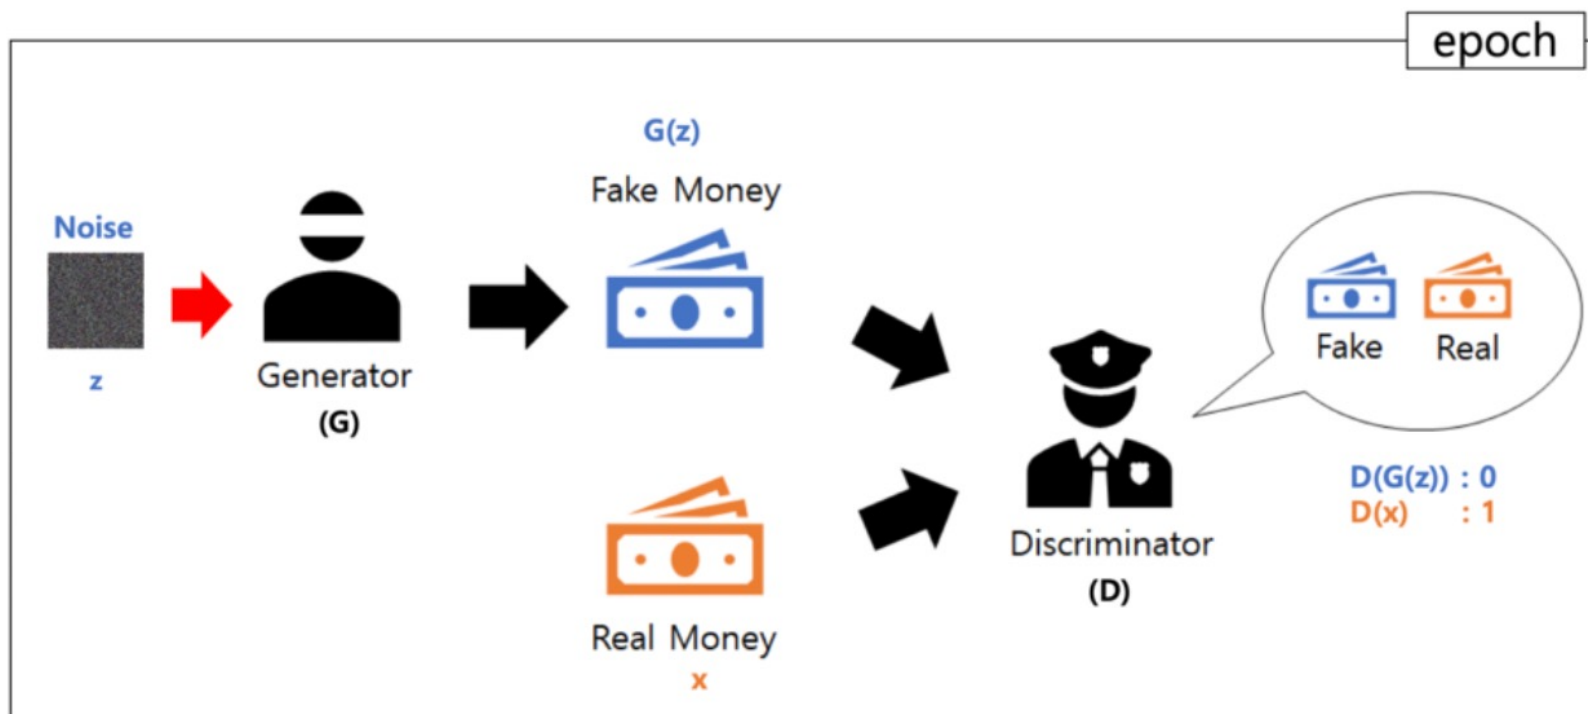 epoch
G(z)
Fake Money
Noise
z
Generator
(G)
Fake Real
D(G(z)) : 0
D(x) : 1
Discriminator
(D)
Real Money
x